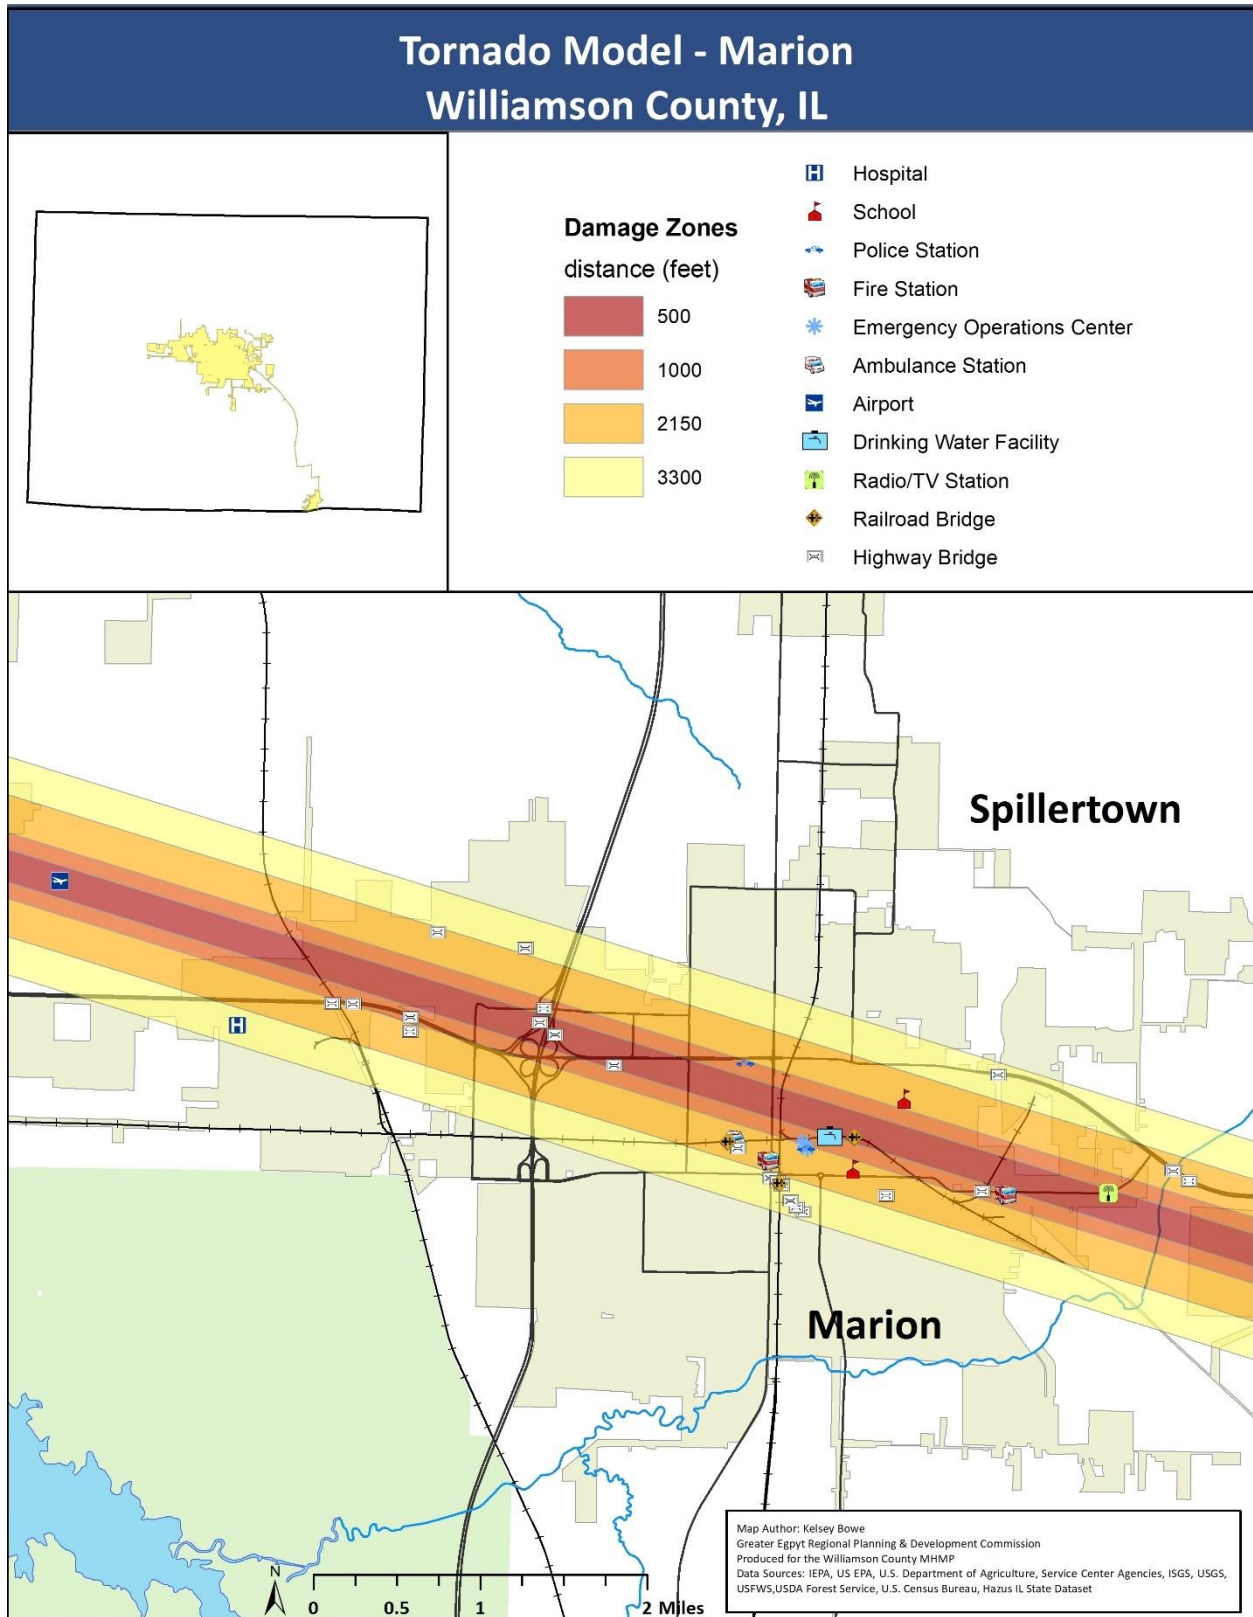 Tornado Model - Marion
Williamson County, IL
Damage Zones
distance (feet)
500
1000
2150
3300
H Hospital
School
Police Station
Fire Station
Emergency Operations Center
Ambulance Station
Airport
Drinking Water Facility
Radio/TV Station
Railroad Bridge
Highway Bridge
Spillertown
H
Marion
Map Author: Kelsey Bowe
Greater Egpyt Regional Planning & Development Commission
Produced for the Williamson County MHMP
Data Sources: IEPA, US EPA, U.S. Department of Agriculture, Service Center Agencies, ISGS, USGS,
USFWS,USDA Forest Service, U.S. Census Bureau, Hazus IL State Dataset
N
0 0.5 1 2 Miles